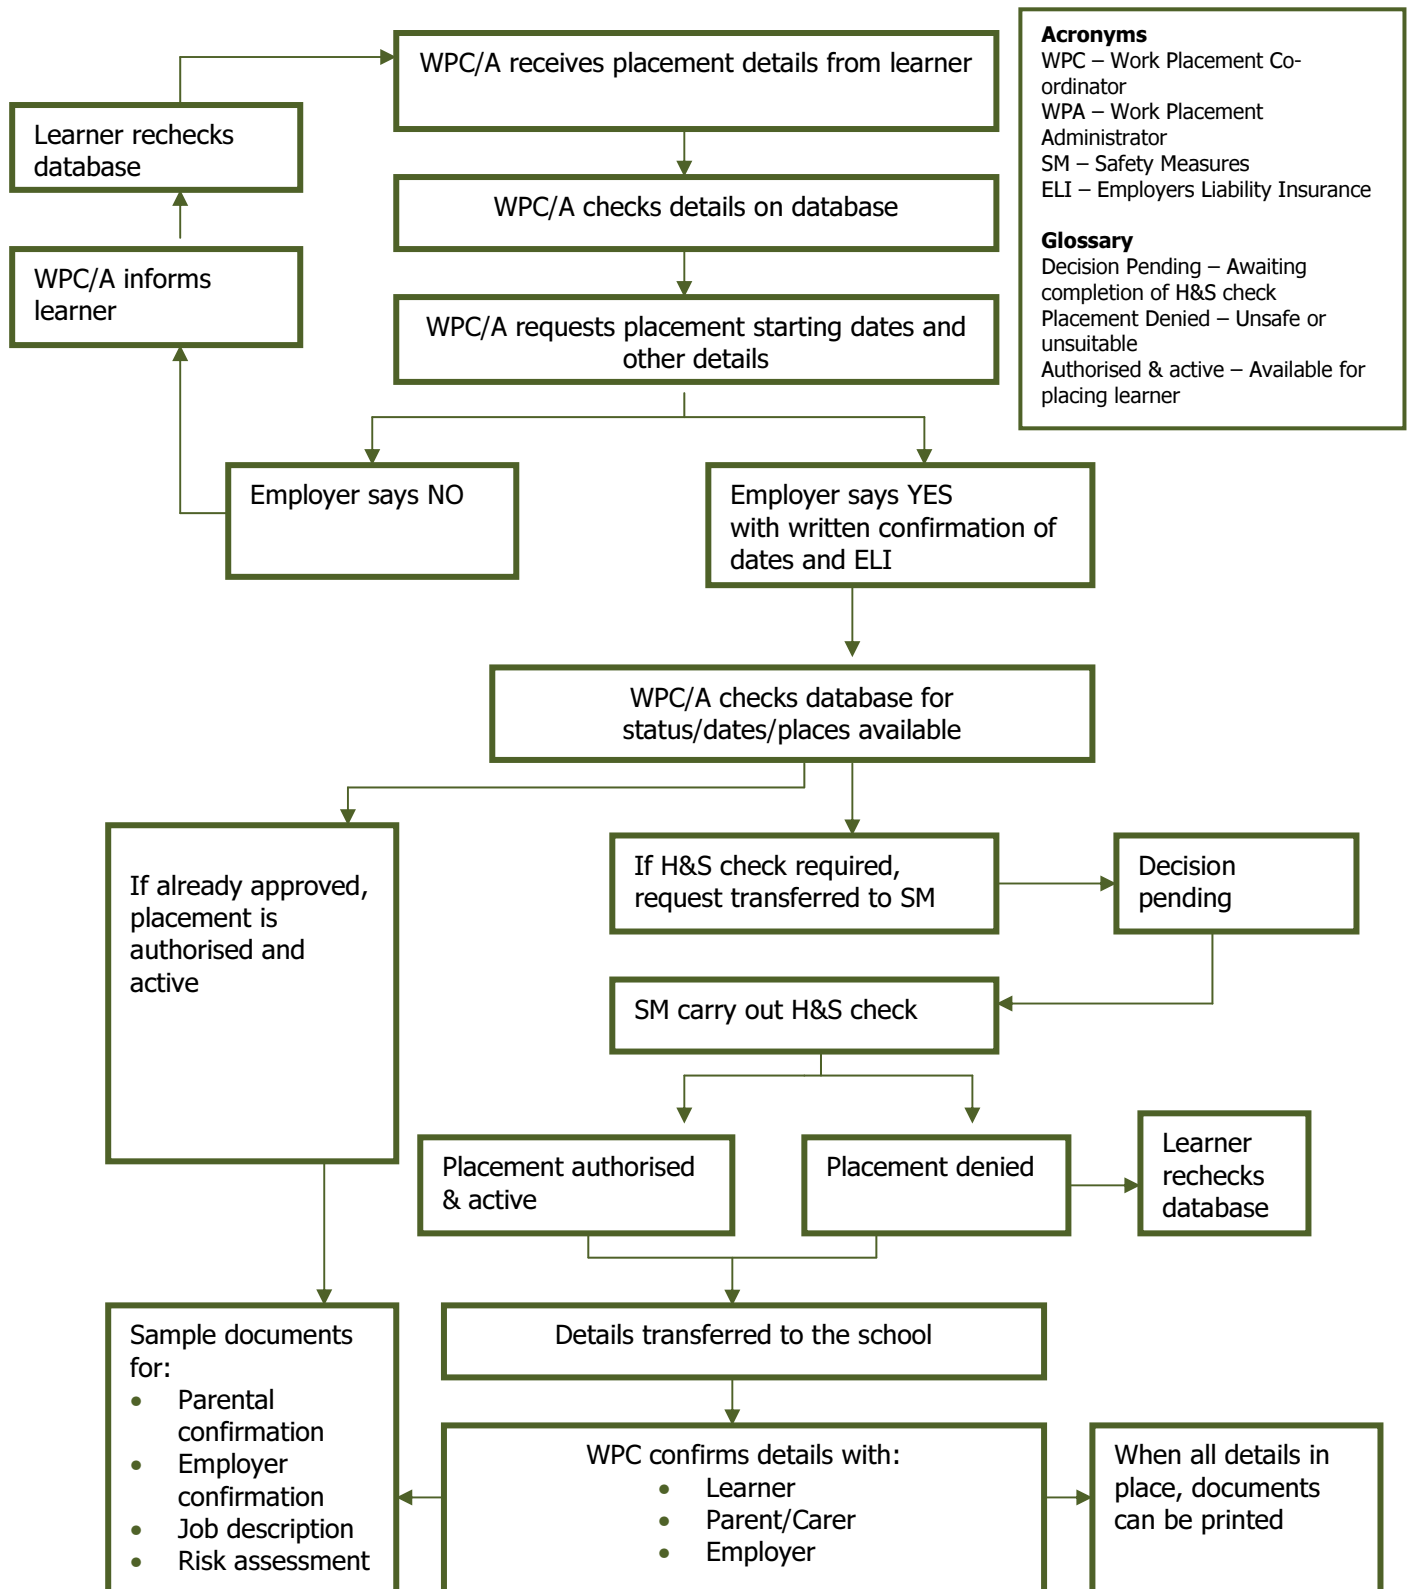 WPC/A receives placement details from learner
Acronyms
WPC – Work Placement Co-
ordinator
WPA – Work Placement
Administrator
SM – Safety Measures
ELI – Employers Liability Insurance
Glossary
Decision Pending – Awaiting
completion of H&S check
Placement Denied – Unsafe or
unsuitable
Authorised & active – Available for
placing learner
Learner rechecks
database
WPC/A checks details on database
WPC/A informs
learner
WPC/A requests placement starting dates and
other details
Employer says NO
Employer says YES
with written confirmation of
dates and ELI
WPC/A checks database for
status/dates/places available
If already approved,
placement is
authorised and
active
If H&S check required,
request transferred to SM
Decision
pending
SM carry out H&S check
Placement authorised
& active
Placement denied
Learner
rechecks
database
Details transferred to the school
Sample documents
for:
• Parental
confirmation
• Employer
confirmation
• Job description
• Risk assessment
WPC confirms details with:
• Learner
• Parent/Carer
• Employer
When all details in
place, documents
can be printed